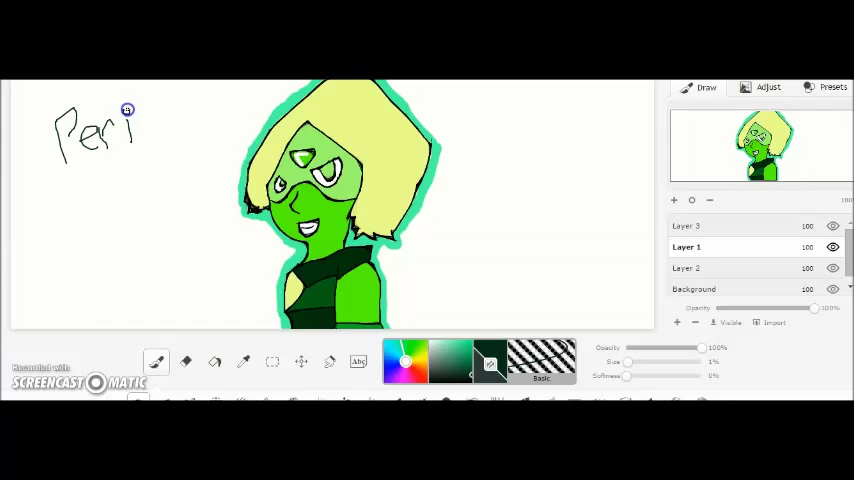 Peri
Draw
Adjust
Presets
100
Layer 3 100
Layer 1 100
Layer 2 100
Background 100
Opacity 100%
+ − Visible Import
Abc
Basic
Opacity 100%
Size 1%
Softness 0%
Recorded with
SCREENCAST MATIC